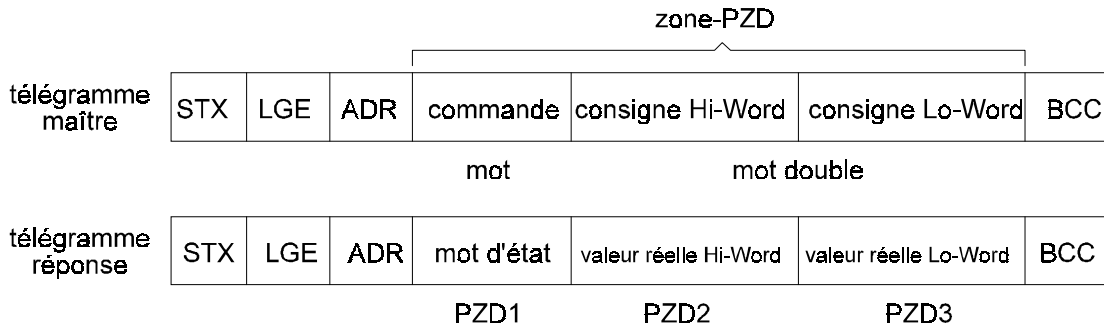 zone-PZD
télégramme
maître
STX LGE ADR commande consigne Hi-Word consigne Lo-Word BCC
mot mot double
télégramme
réponse
STX LGE ADR mot d'état valeur réelle Hi-Word valeur réelle Lo-Word BCC
PZD1 PZD2 PZD3